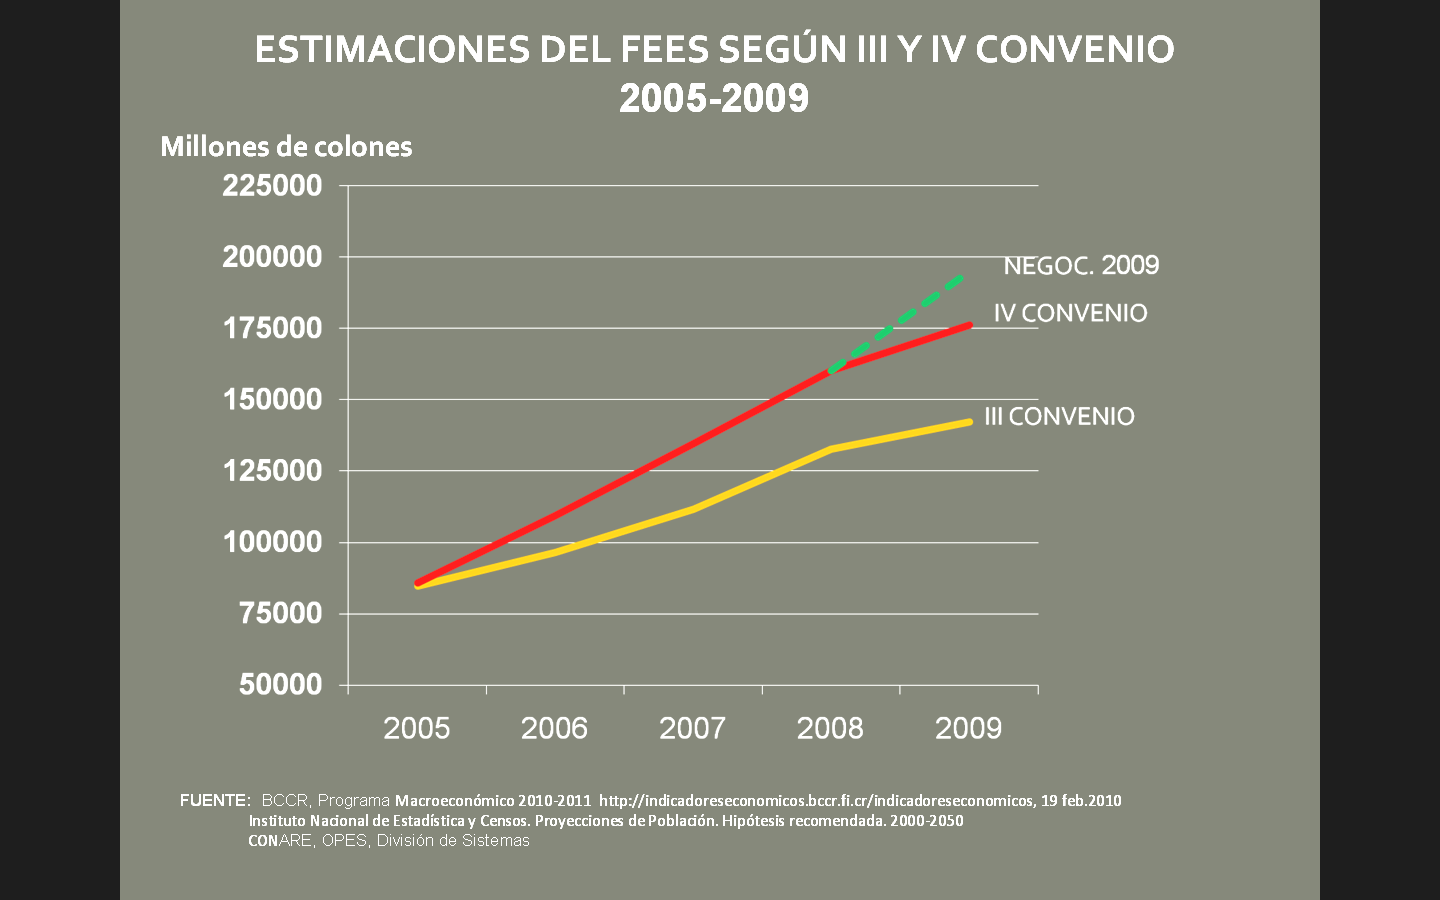 ESTIMACIONES DEL FEES SEGÚN III Y IV CONVENIO
2005-2009
Millones de colones
225000
200000
175000
150000
125000
100000
75000
50000
NEGOC. 2009
IV CONVENIO
III CONVENIO
2005 2006 2007 2008 2009
FUENTE: BCCR, Programa Macroeconómico 2010-2011 http://indicadoreseconomicos.bccr.fi.cr/indicadoreseconomicos, 19 feb.2010
Instituto Nacional de Estadística y Censos. Proyecciones de Población. Hipótesis recomendada. 2000-2050
CONARE, OPES, División de Sistemas